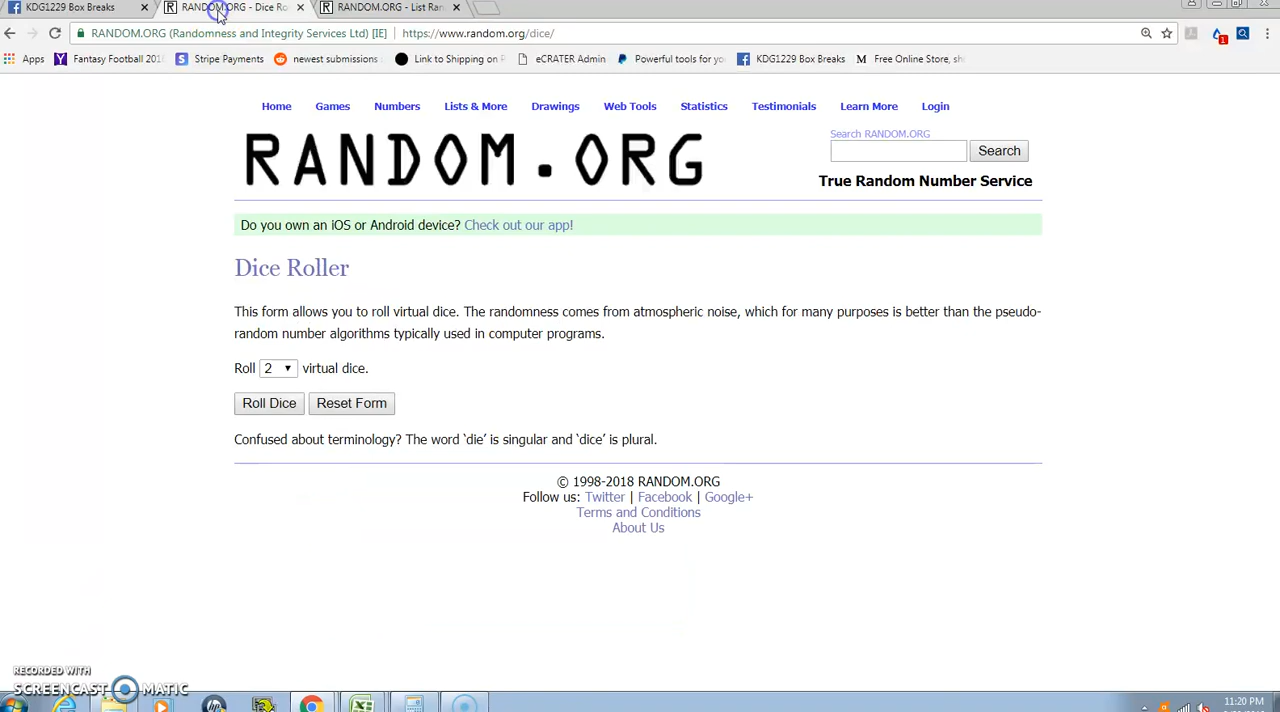 KDG1229 Box Breaks
RANDOM.ORG - Dice Ro
RANDOM.ORG - List Ran
RANDOM.ORG (Randomness and Integrity Services Ltd) [IE] | https://www.random.org/dice/
Apps Fantasy Football 201 Stripe Payments newest submissions Link to Shipping on eCRATER Admin Powerful tools for yo KDG1229 Box Breaks Free Online Store, sh
1
Home Games Numbers Lists & More Drawings Web Tools Statistics Testimonials Learn More Login
RANDOM.ORG
Search RANDOM.ORG
Search
True Random Number Service
Do you own an iOS or Android device? Check out our app!
Dice Roller
This form allows you to roll virtual dice. The randomness comes from atmospheric noise, which for many purposes is better than the pseudo-
random number algorithms typically used in computer programs.
Roll 2 virtual dice.
Roll Dice Reset Form
Confused about terminology? The word ‘die’ is singular and ‘dice’ is plural.
© 1998-2018 RANDOM.ORG
Follow us: Twitter | Facebook | Google+
Terms and Conditions
About Us
RECORDED WITH
SCREENCAST MATIC
11:20 PM